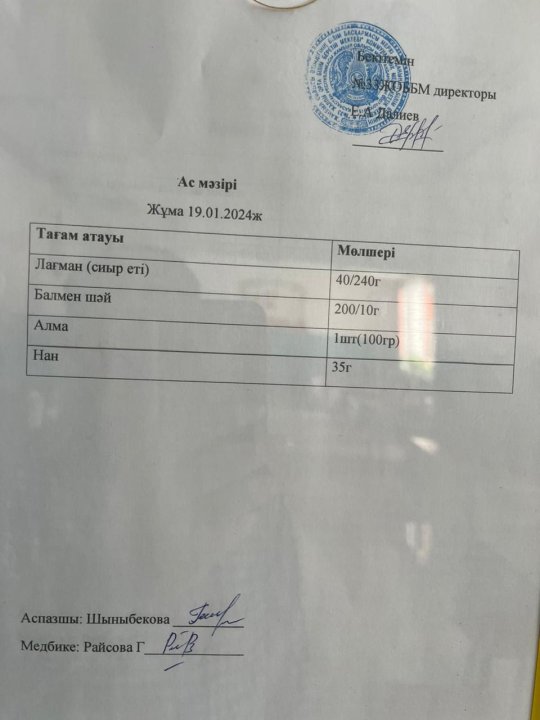 Бекітемін
№33ЖОББМ директоры
Е.А Далиев
Ас мәзірі
Жұма 19.01.2024ж
Тағам атауы Мөлшері
Лағман (сиыр еті) 40/240г
Балмен шәй 200/10г
Алма 1шт(100гр)
Нан 35г
Аспазшы: Шыныбекова
Медбике: Райсова Г